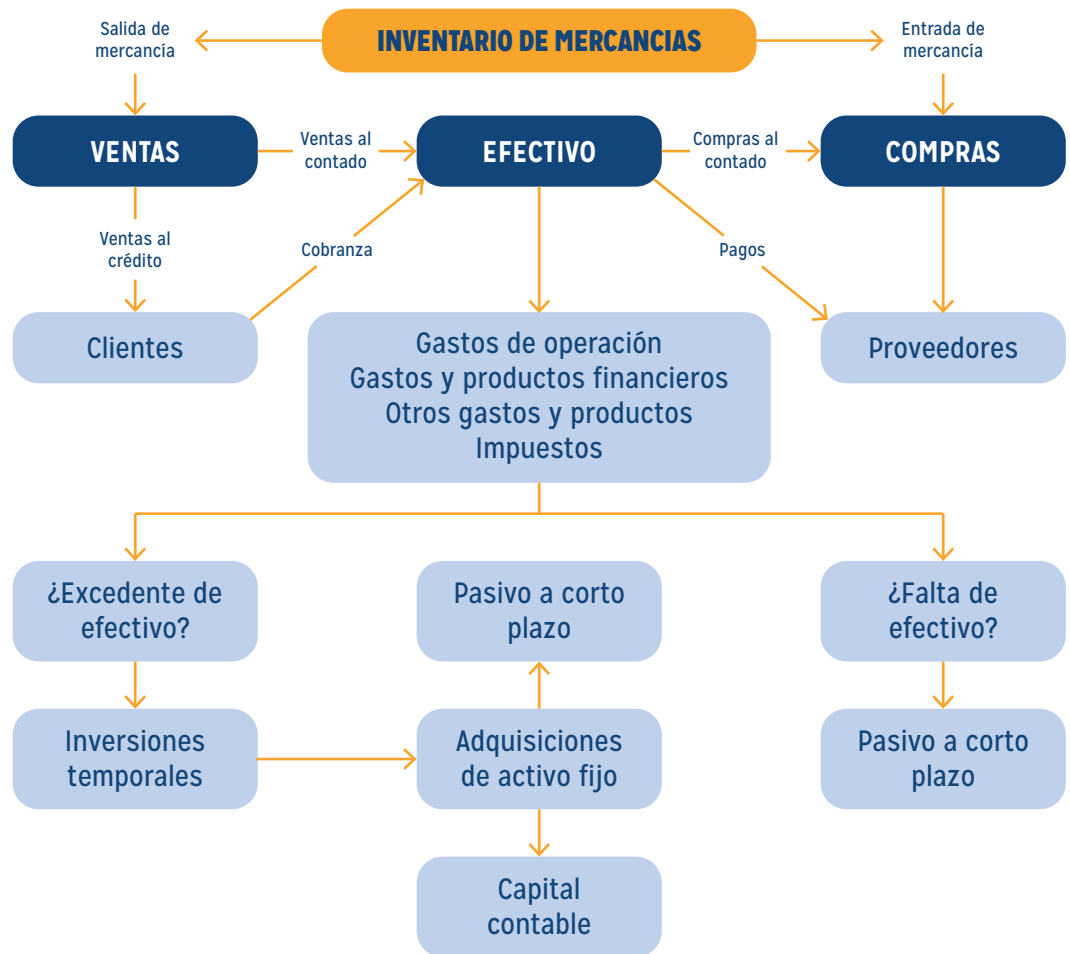 Salida de
mercancía
INVENTARIO DE MERCANCIAS
Entrada de
mercancía
VENTAS
Ventas al
contado
EFECTIVO
Compras al
contado
COMPRAS
Ventas al
crédito
Cobranza
Pagos
Clientes
Gastos de operación
Gastos y productos financieros
Otros gastos y productos
Impuestos
Proveedores
¿Excedente de
efectivo?
Pasivo a corto
plazo
¿Falta de
efectivo?
Inversiones
temporales
Adquisiciones
de activo fijo
Pasivo a corto
plazo
Capital
contable